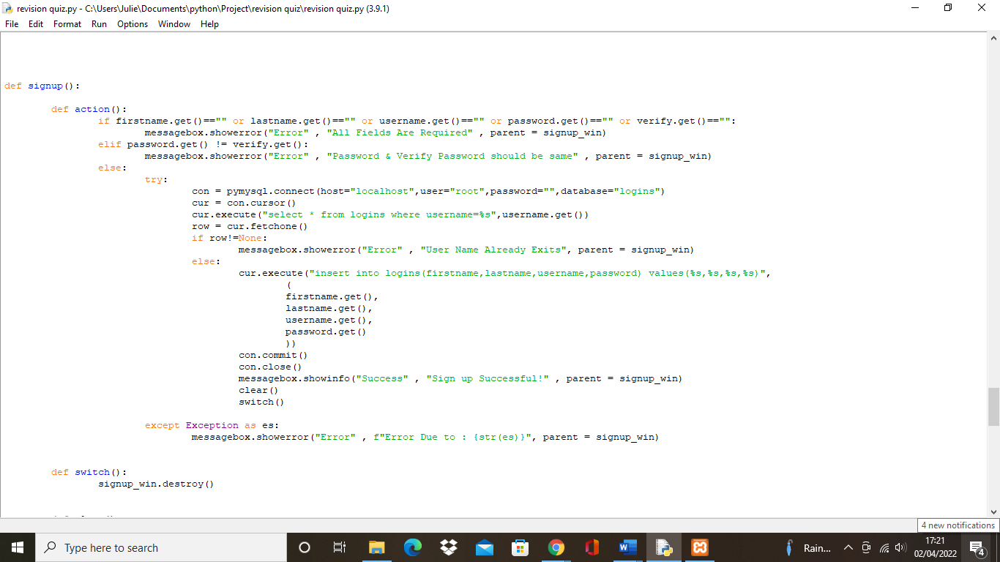 revision quiz.py - C:\Users\Julie\Documents\python\Project\revision quiz\revision quiz.py (3.9.1)
File Edit Format Run Options Window Help
def signup():
def action():
if firstname.get()=="" or lastname.get()=="" or username.get()=="" or password.get()=="" or verify.get()=="":
messagebox.showerror("Error" , "All Fields Are Required" , parent = signup_win)
elif password.get() != verify.get():
messagebox.showerror("Error" , "Password & Verify Password should be same" , parent = signup_win)
else:
try:
con = pymysql.connect(host="localhost",user="root",password="",database="logins")
cur = con.cursor()
cur.execute("select * from logins where username=%s",username.get())
row = cur.fetchone()
if row!=None:
messagebox.showerror("Error" , "User Name Already Exits", parent = signup_win)
else:
cur.execute("insert into logins(firstname,lastname,username,password) values(%s,%s,%s,%s)",
(
firstname.get(),
lastname.get(),
username.get(),
password.get()
))
con.commit()
con.close()
messagebox.showinfo("Success" , "Sign up Successful!" , parent = signup_win)
clear()
switch()
except Exception as es:
messagebox.showerror("Error" , f"Error Due to : {str(es)}", parent = signup_win)
def switch():
signup_win.destroy()
4 new notifications
Type here to search
Rain...
17:21
02/04/2022
4